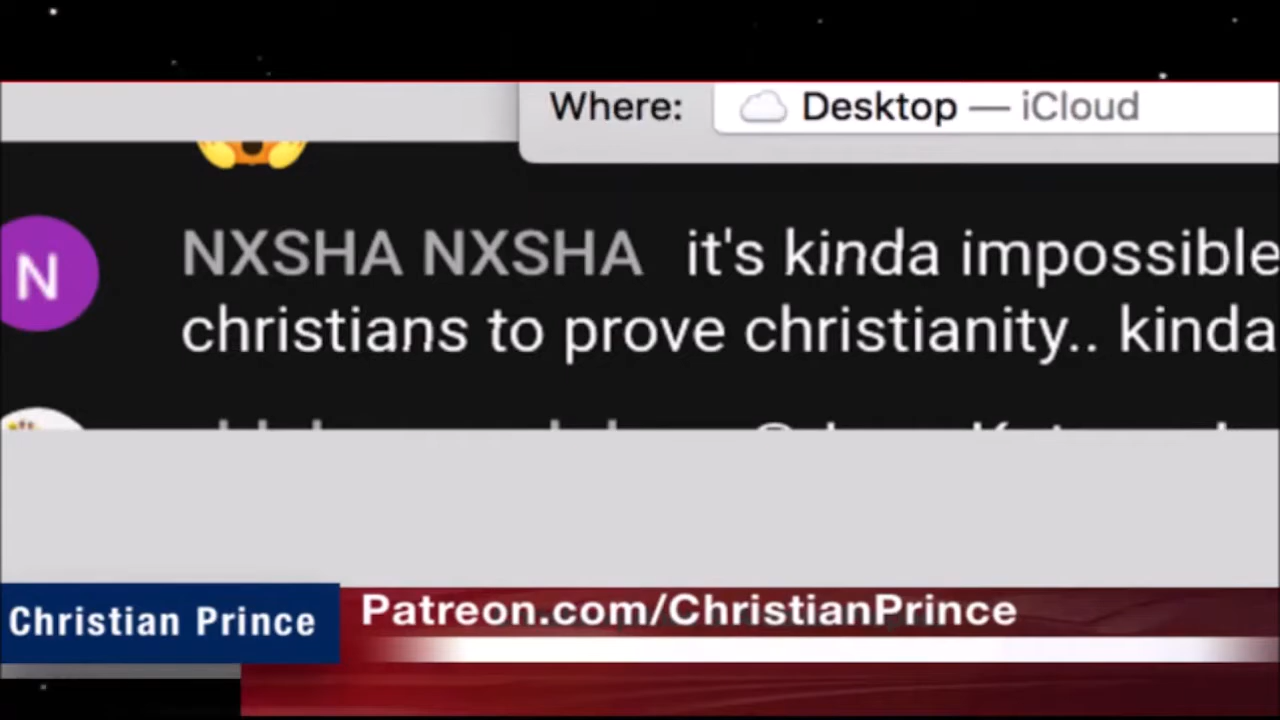 Where: Desktop — iCloud
N
NXSHA NXSHA it's kinda impossible
christians to prove christianity.. kinda
Christian Prince
Patreon.com/ChristianPrince